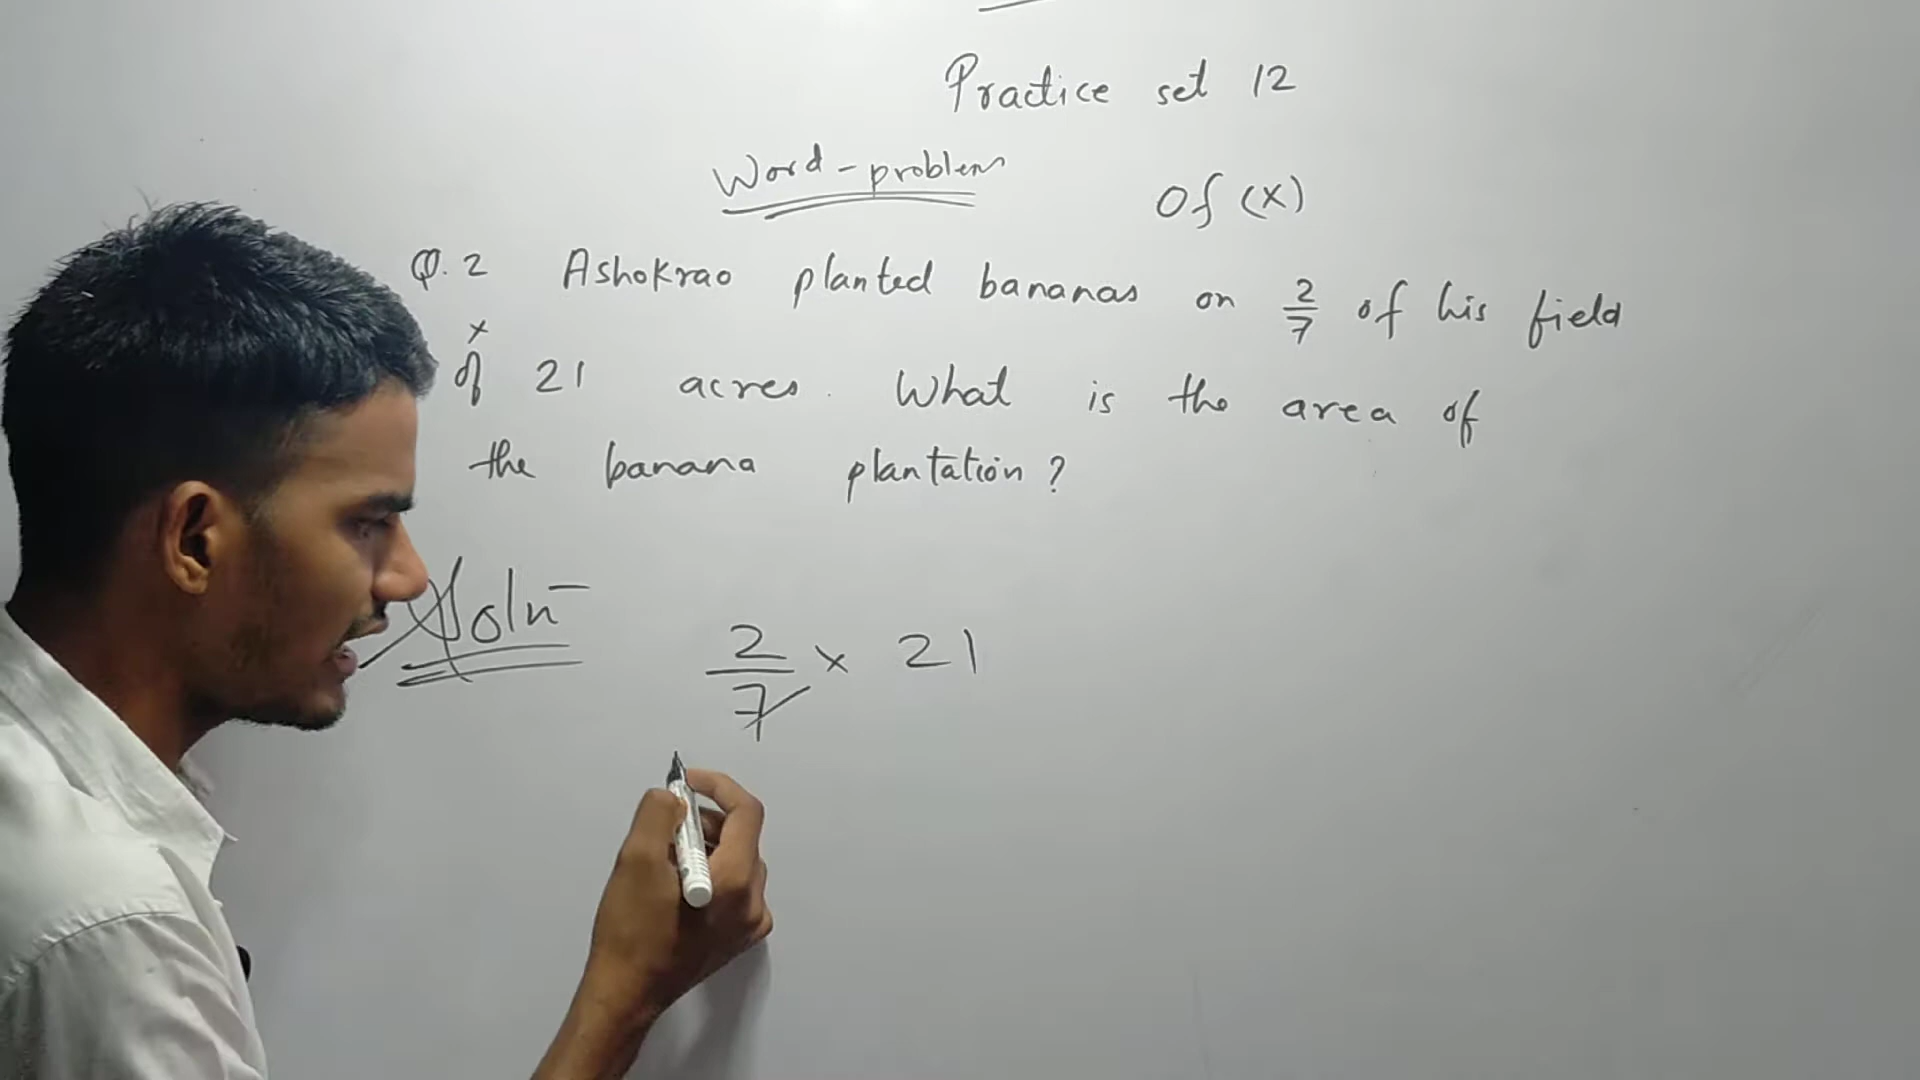 Practice set 12
Word-problem
Of (x)
Q.2 Ashokrao planted bananas on 2/7 of his field
x
of 21 acres. What is the area of
the banana plantation?
Soln
2/7 x 21